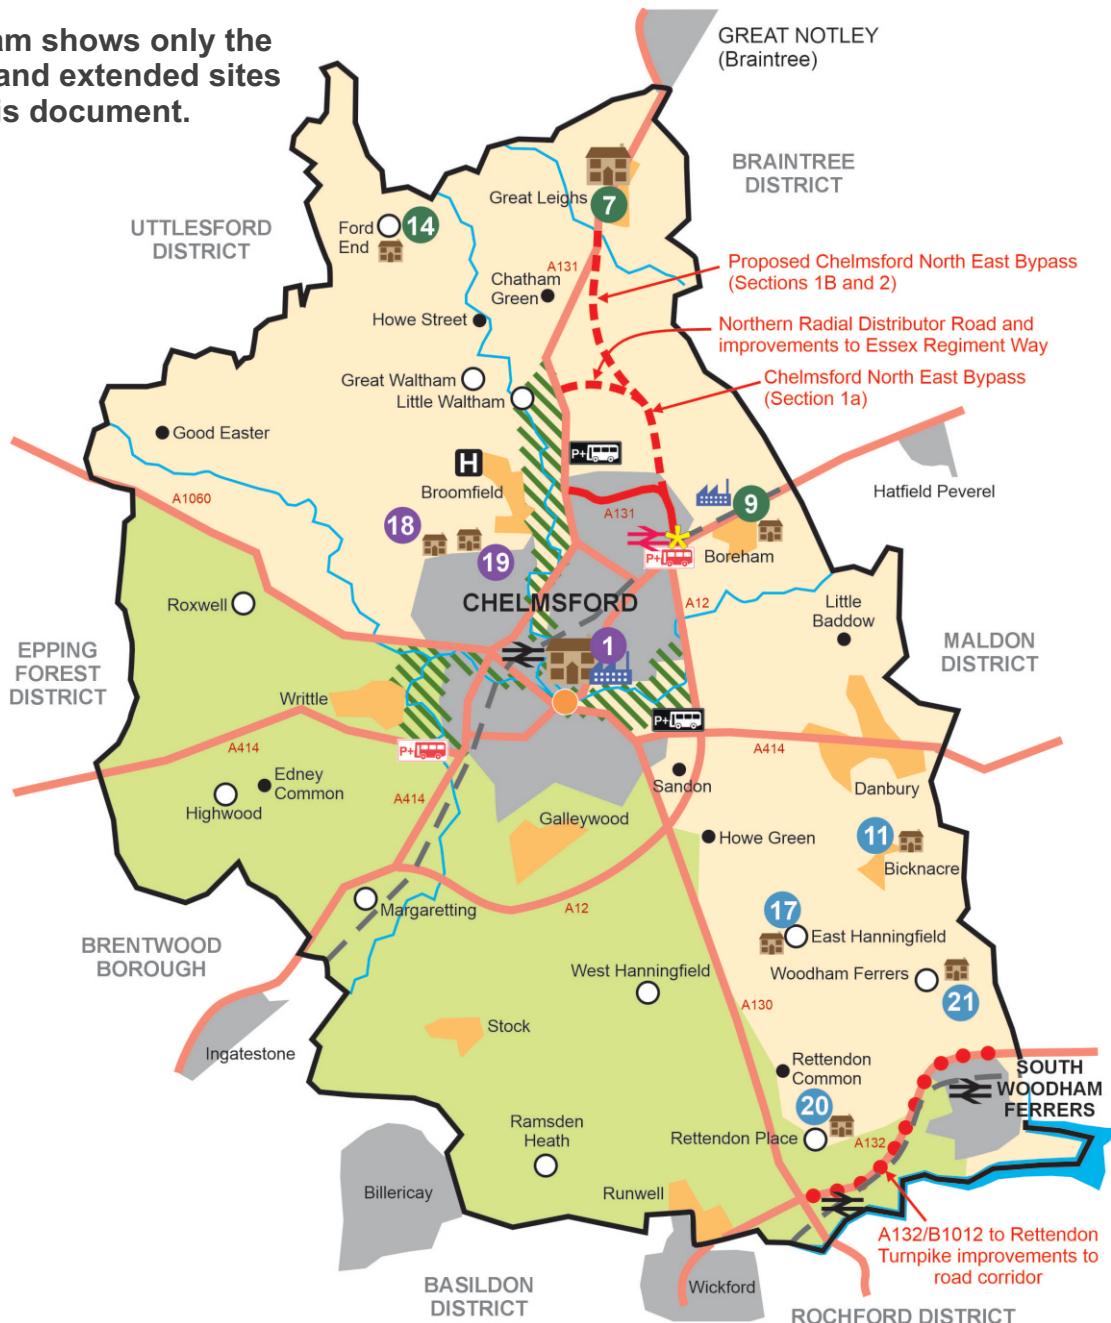 am shows only the
and extended sites
is document.
GREAT NOTLEY
(Braintree)
BRAINTREE
DISTRICT
UTTLESFORD
DISTRICT
Great Leighs
7
Ford
End
14
A131
Chatham
Green
Howe Street
Proposed Chelmsford North East Bypass
(Sections 1B and 2)
Northern Radial Distributor Road and
improvements to Essex Regiment Way
Chelmsford North East Bypass
(Section 1a)
Great Waltham
Little Waltham
Good Easter
P+
H
Broomfield
A1060
A131
9
Hatfield Peverel
18
19
P+
Boreham
CHELMSFORD
A12
Roxwell
Little
Baddow
EPPING
FOREST
DISTRICT
MALDON
DISTRICT
1
Writtle
P+
P+
A414
A414
A414
Edney
Common
Highwood
Sandon
Danbury
Galleywood
Howe Green
11
Bicknacre
Margaretting
A12
17
East Hanningfield
BRENTWOOD
BOROUGH
West Hanningfield
Woodham Ferrers
21
A130
Stock
Ingatestone
Rettendon
Common
SOUTH
WOODHAM
FERRERS
20
Ramsden
Heath
Rettendon Place
A132
Billericay
Runwell
A132/B1012 to Rettendon
Turnpike improvements to
road corridor
BASILDON
DISTRICT
Wickford
ROCHFORD DISTRICT